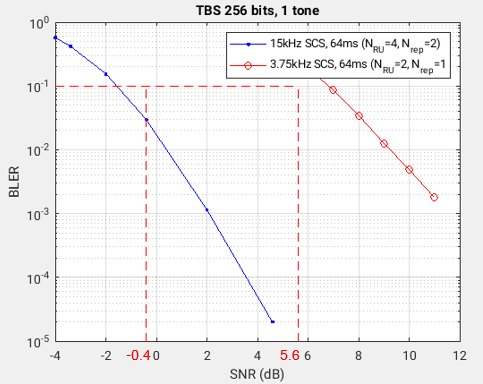 TBS 256 bits, 1 tone
15kHz SCS, 64ms (N_RU=4, N_rep=2)
3.75kHz SCS, 64ms (N_RU=2, N_rep=1
10^0
10^-1
10^-2
10^-3
10^-4
10^-5
BLER
-4 -2 -0.4 0 2 4 5.6 6 8 10 12
SNR (dB)